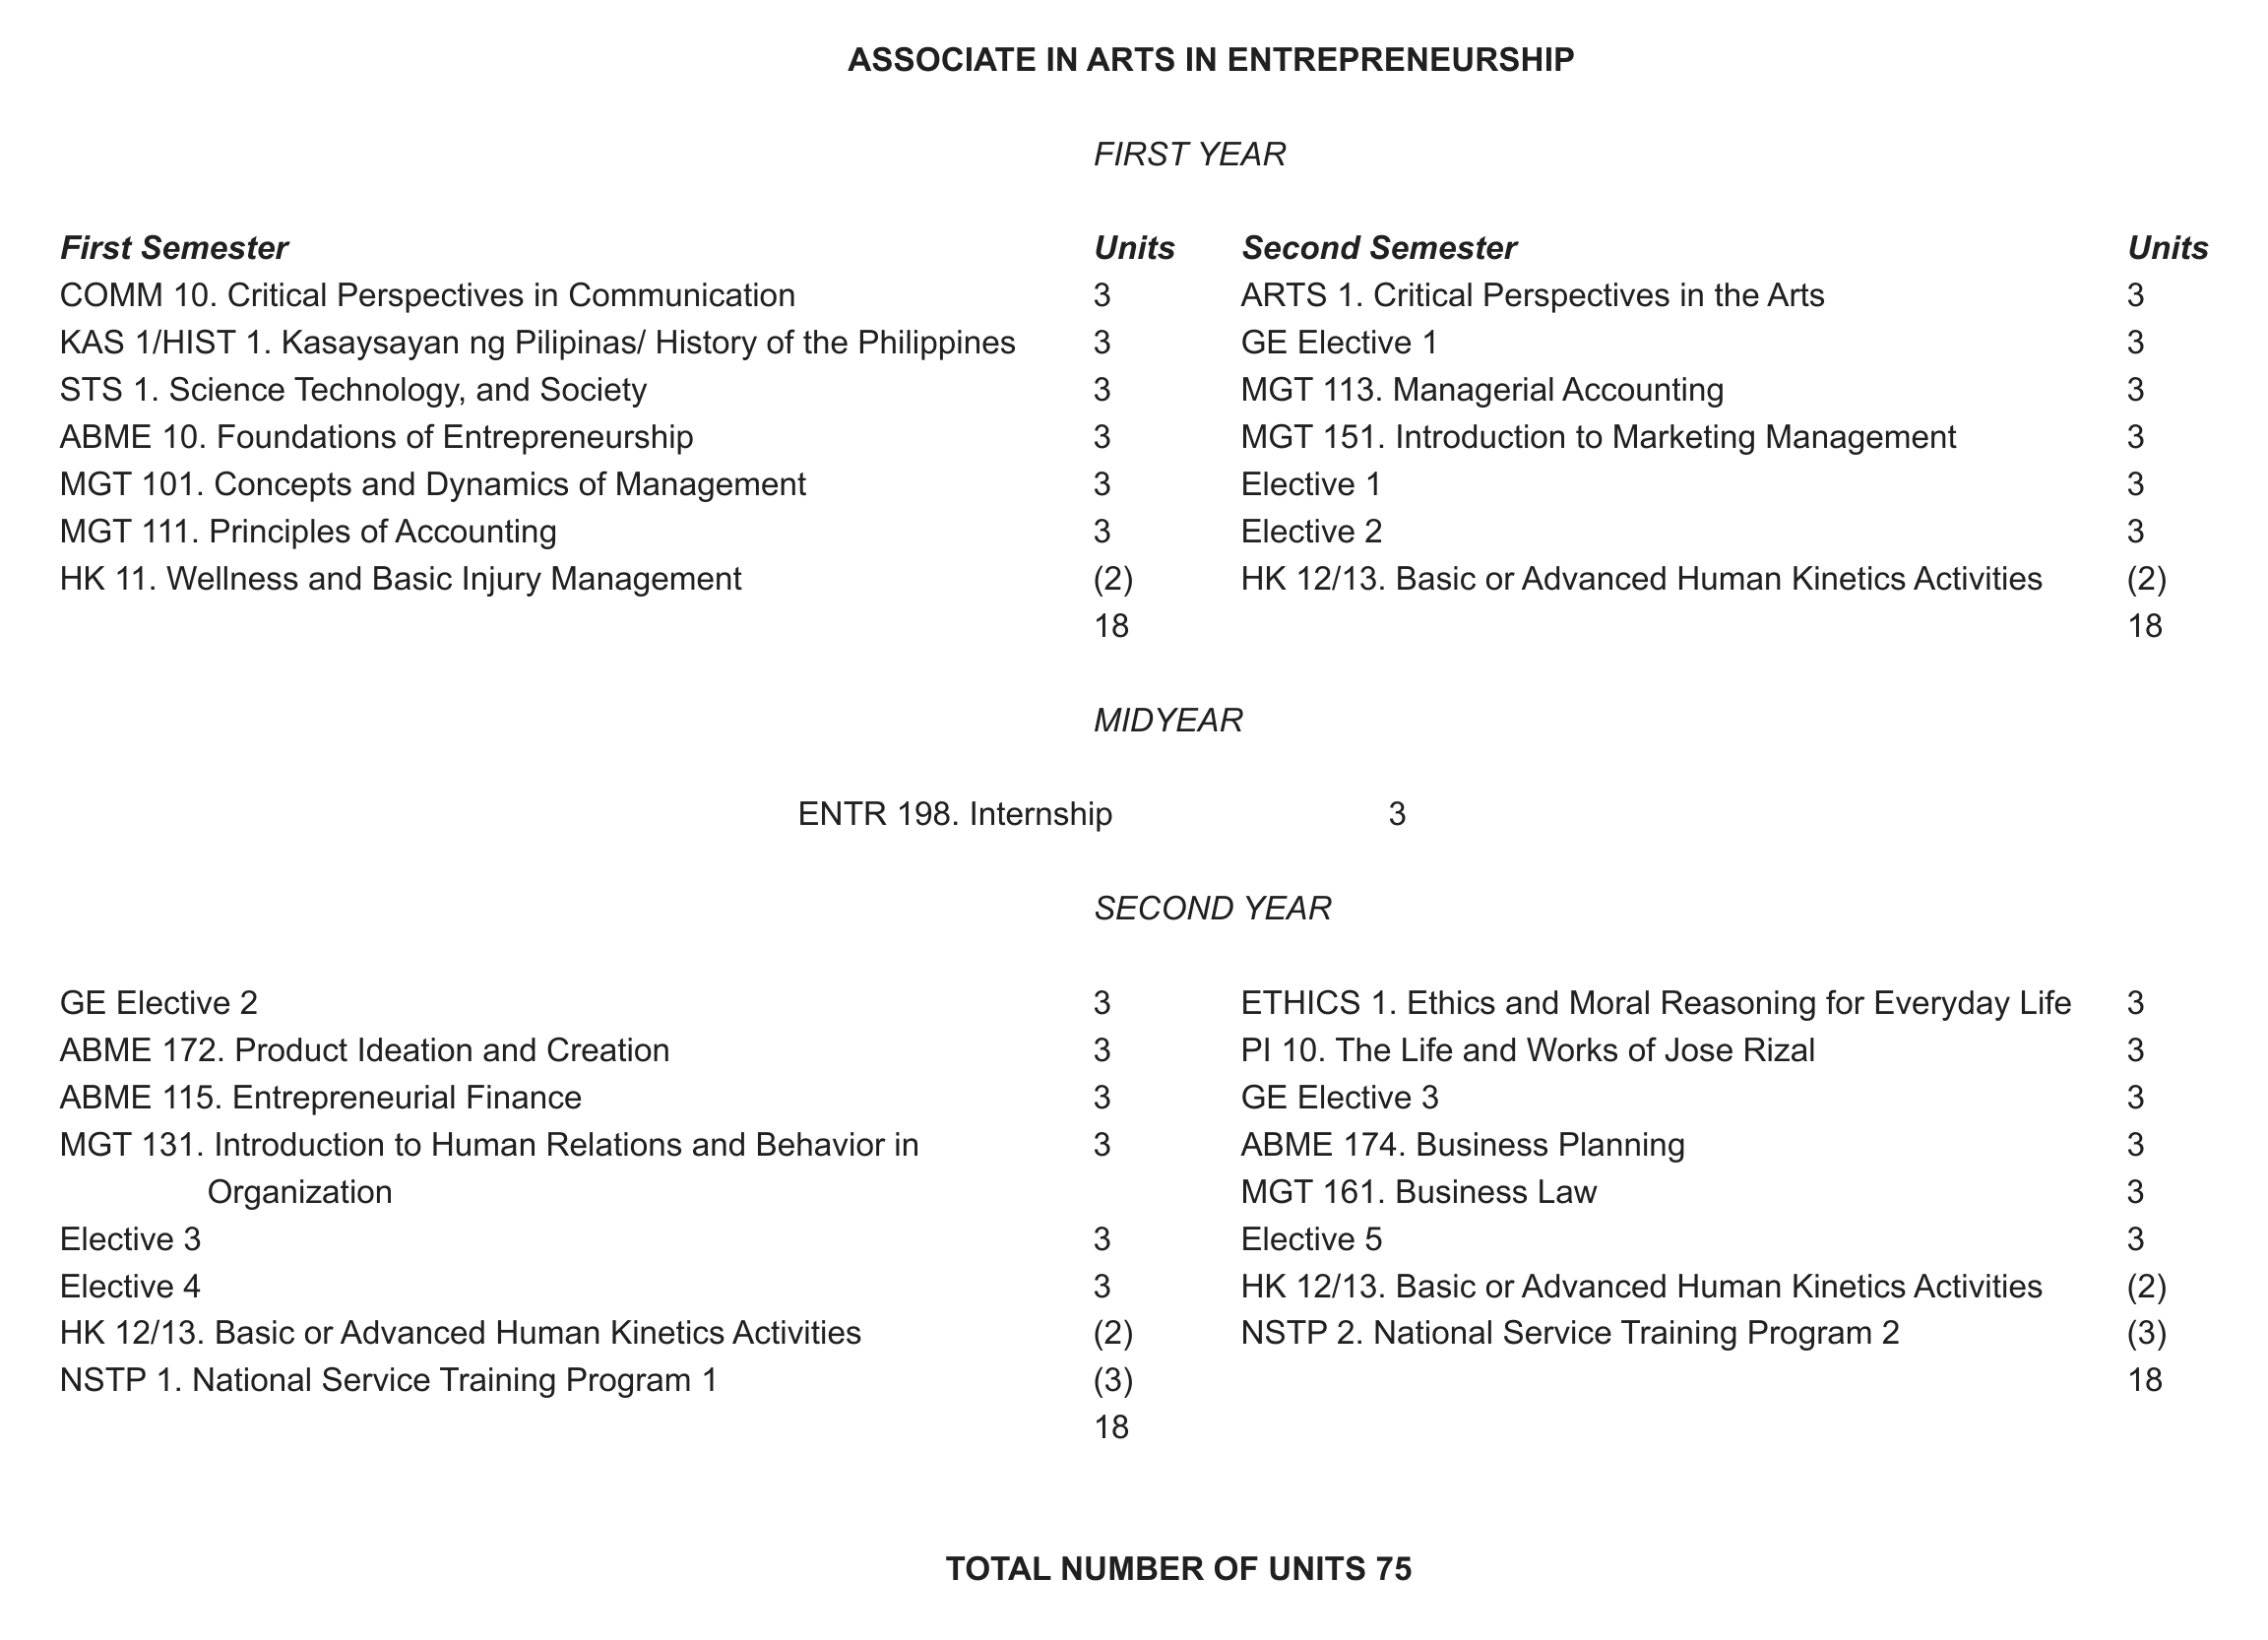 ASSOCIATE IN ARTS IN ENTREPRENEURSHIP
FIRST YEAR
First Semester Units Second Semester Units
COMM 10. Critical Perspectives in Communication 3 ARTS 1. Critical Perspectives in the Arts 3
KAS 1/HIST 1. Kasaysayan ng Pilipinas/ History of the Philippines 3 GE Elective 1 3
STS 1. Science Technology, and Society 3 MGT 113. Managerial Accounting 3
ABME 10. Foundations of Entrepreneurship 3 MGT 151. Introduction to Marketing Management 3
MGT 101. Concepts and Dynamics of Management 3 Elective 1 3
MGT 111. Principles of Accounting 3 Elective 2 3
HK 11. Wellness and Basic Injury Management (2) HK 12/13. Basic or Advanced Human Kinetics Activities (2)
18 18
MIDYEAR
ENTR 198. Internship 3
SECOND YEAR
GE Elective 2 3 ETHICS 1. Ethics and Moral Reasoning for Everyday Life 3
ABME 172. Product Ideation and Creation 3 PI 10. The Life and Works of Jose Rizal 3
ABME 115. Entrepreneurial Finance 3 GE Elective 3 3
MGT 131. Introduction to Human Relations and Behavior in 3 ABME 174. Business Planning 3
Organization MGT 161. Business Law 3
Elective 3 3 Elective 5 3
Elective 4 3 HK 12/13. Basic or Advanced Human Kinetics Activities (2)
HK 12/13. Basic or Advanced Human Kinetics Activities (2) NSTP 2. National Service Training Program 2 (3)
NSTP 1. National Service Training Program 1 (3) 18
18
TOTAL NUMBER OF UNITS 75